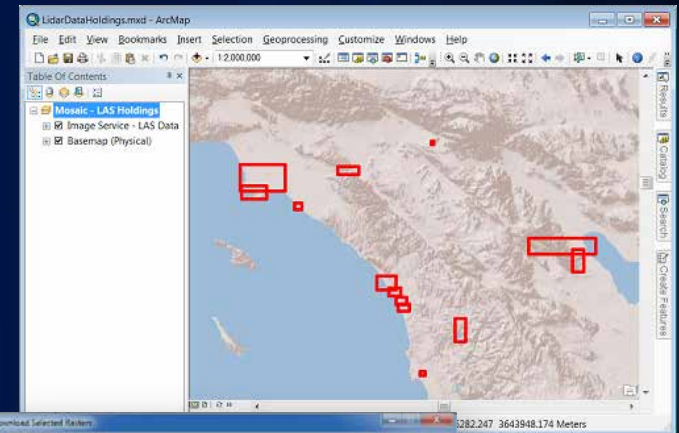 LidarDataHoldings.mxd - ArcMap
File Edit View Bookmarks Insert Selection Geoprocessing Customize Windows Help
1:2,000,000
Table Of Contents
Mosaic - LAS Holdings
Image Service - LAS Data
Basemap (Physical)
Results
Catalog
Search
Create Features
Download Selected Rasters
5282.247 3643948.174 Meters